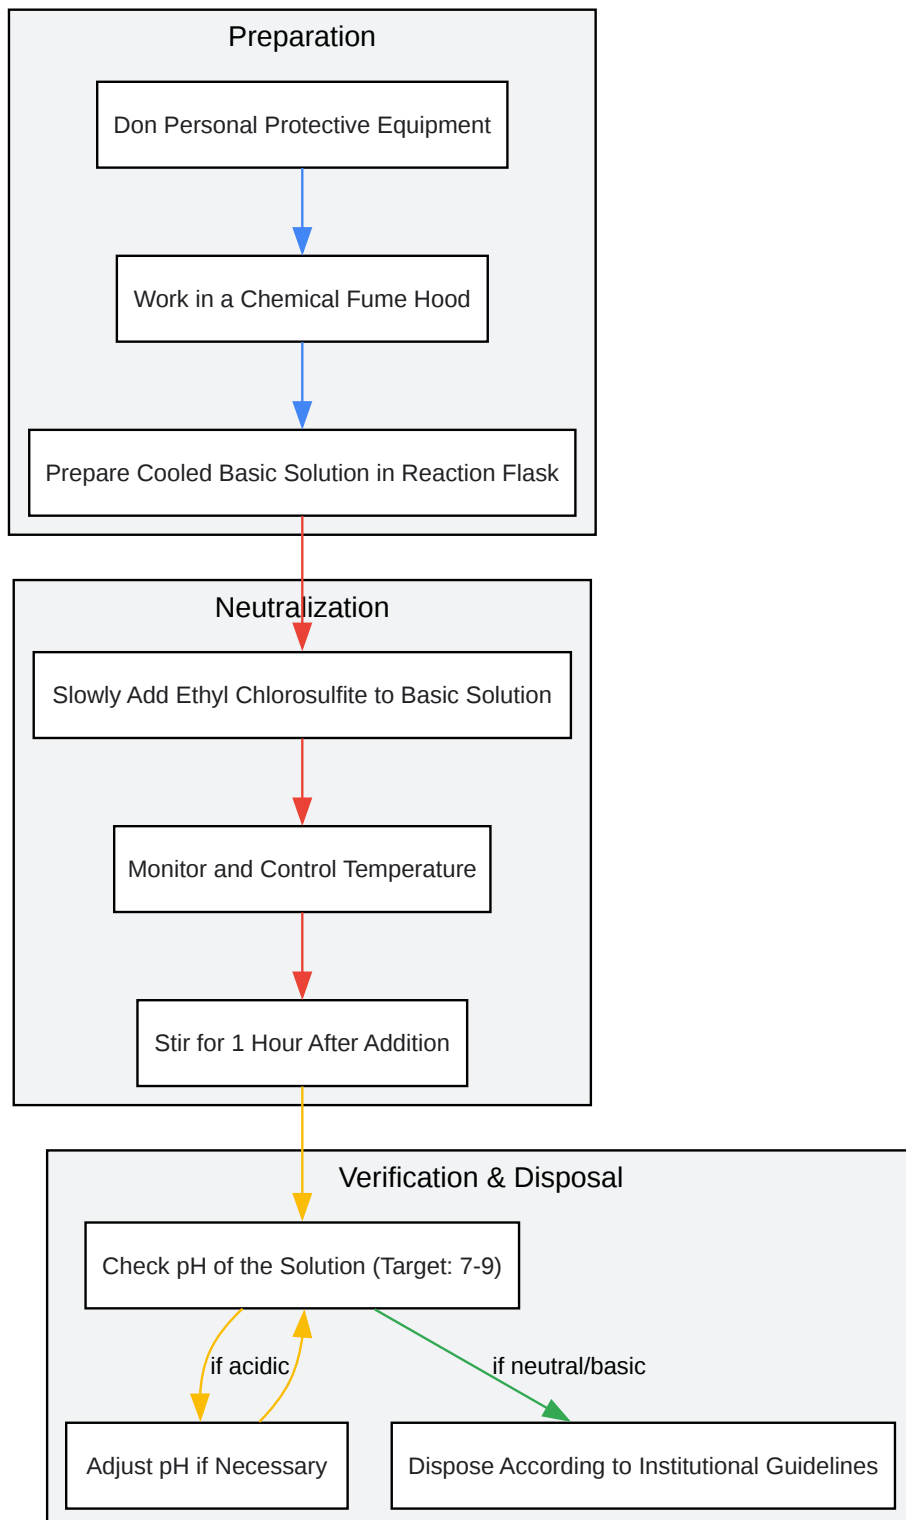 Preparation
Don Personal Protective Equipment
Work in a Chemical Fume Hood
Prepare Cooled Basic Solution in Reaction Flask
Neutralization
Slowly Add Ethyl Chlorosulfite to Basic Solution
Monitor and Control Temperature
Stir for 1 Hour After Addition
Verification & Disposal
Check pH of the Solution (Target: 7-9)
if acidic
if neutral/basic
Adjust pH if Necessary
Dispose According to Institutional Guidelines